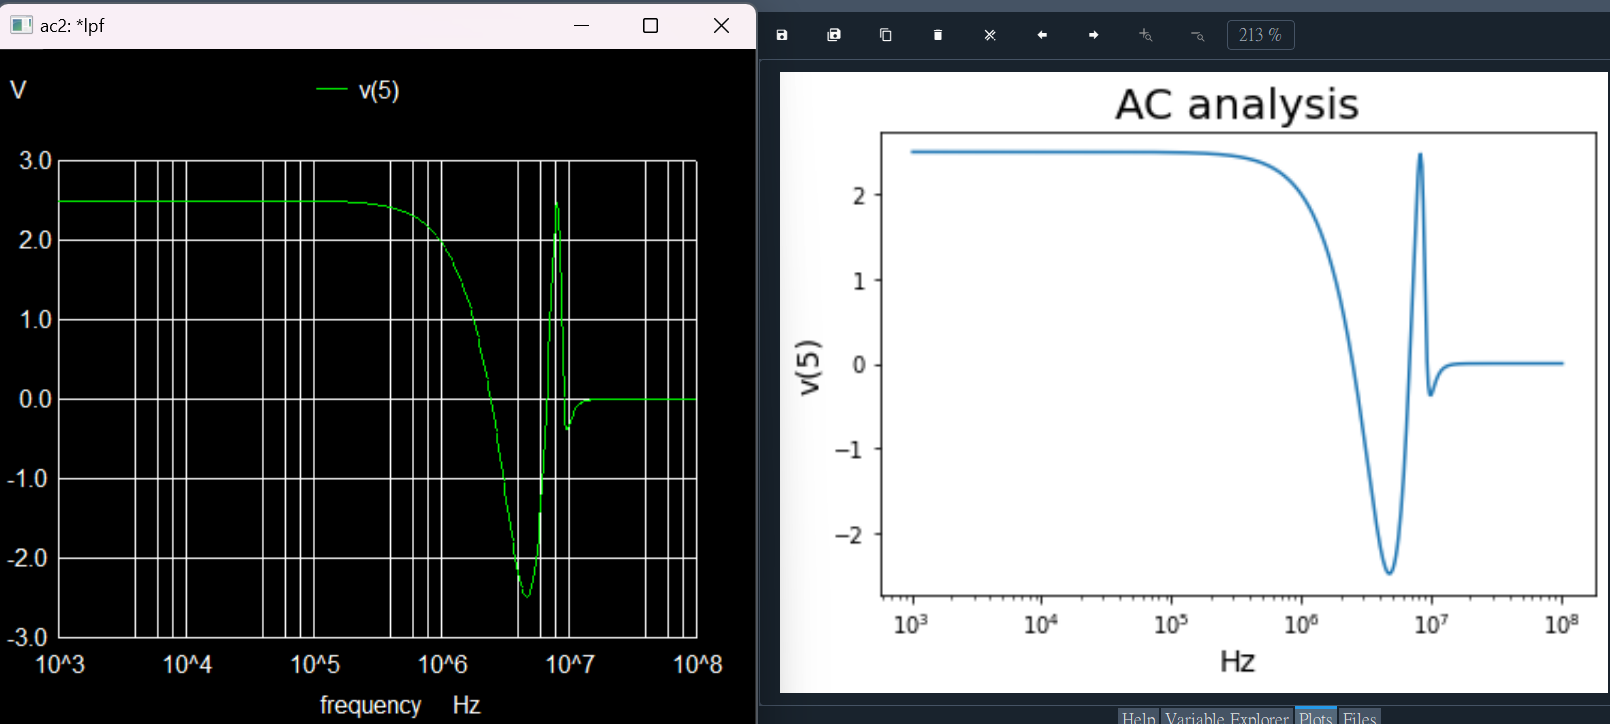 ac2: *lpf
V
v(5)
3.0
2.0
1.0
0.0
-1.0
-2.0
-3.0
10^3 10^4 10^5 10^6 10^7 10^8
frequency Hz
213 %
AC analysis
v(5)
2
1
0
−1
−2
10³ 10⁴ 10⁵ 10⁶ 10⁷ 10⁸
Hz
Help Variable Explorer Plots Files